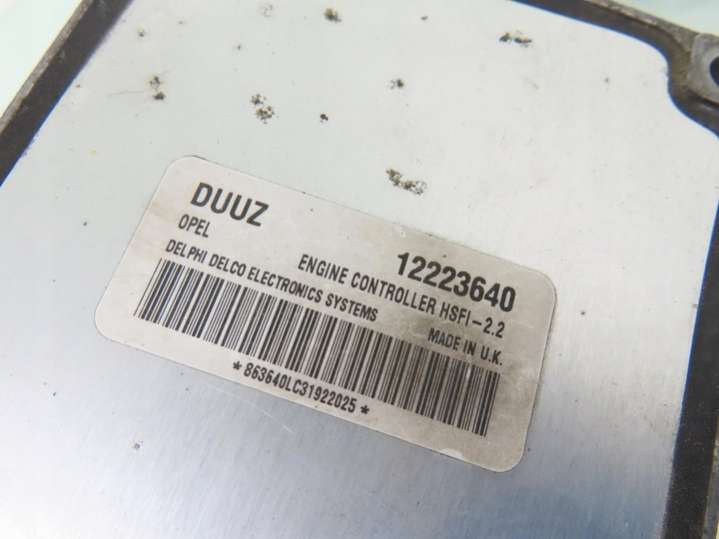 DUUZ 12223640
OPEL ENGINE CONTROLLER HSFI-2.2
DELPHI DELCO ELECTRONICS SYSTEMS MADE IN U.K.
*863640LC31922025*